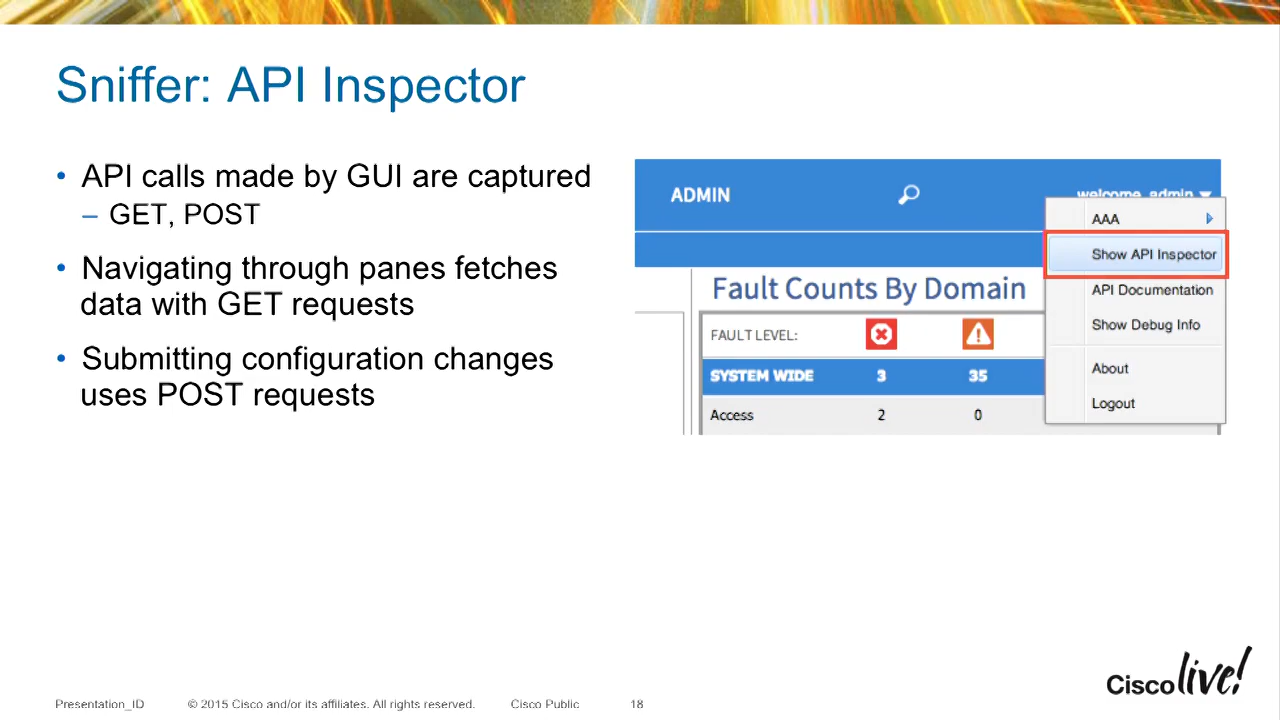 Sniffer: API Inspector
• API calls made by GUI are captured
– GET, POST
• Navigating through panes fetches
data with GET requests
• Submitting configuration changes
uses POST requests
ADMIN
welcome, admin
AAA
Show API Inspector
API Documentation
Show Debug Info
About
Logout
Fault Counts By Domain
FAULT LEVEL:
SYSTEM WIDE 3 35
Access 2 0
Cisco live!
Presentation_ID © 2015 Cisco and/or its affiliates. All rights reserved. Cisco Public 18